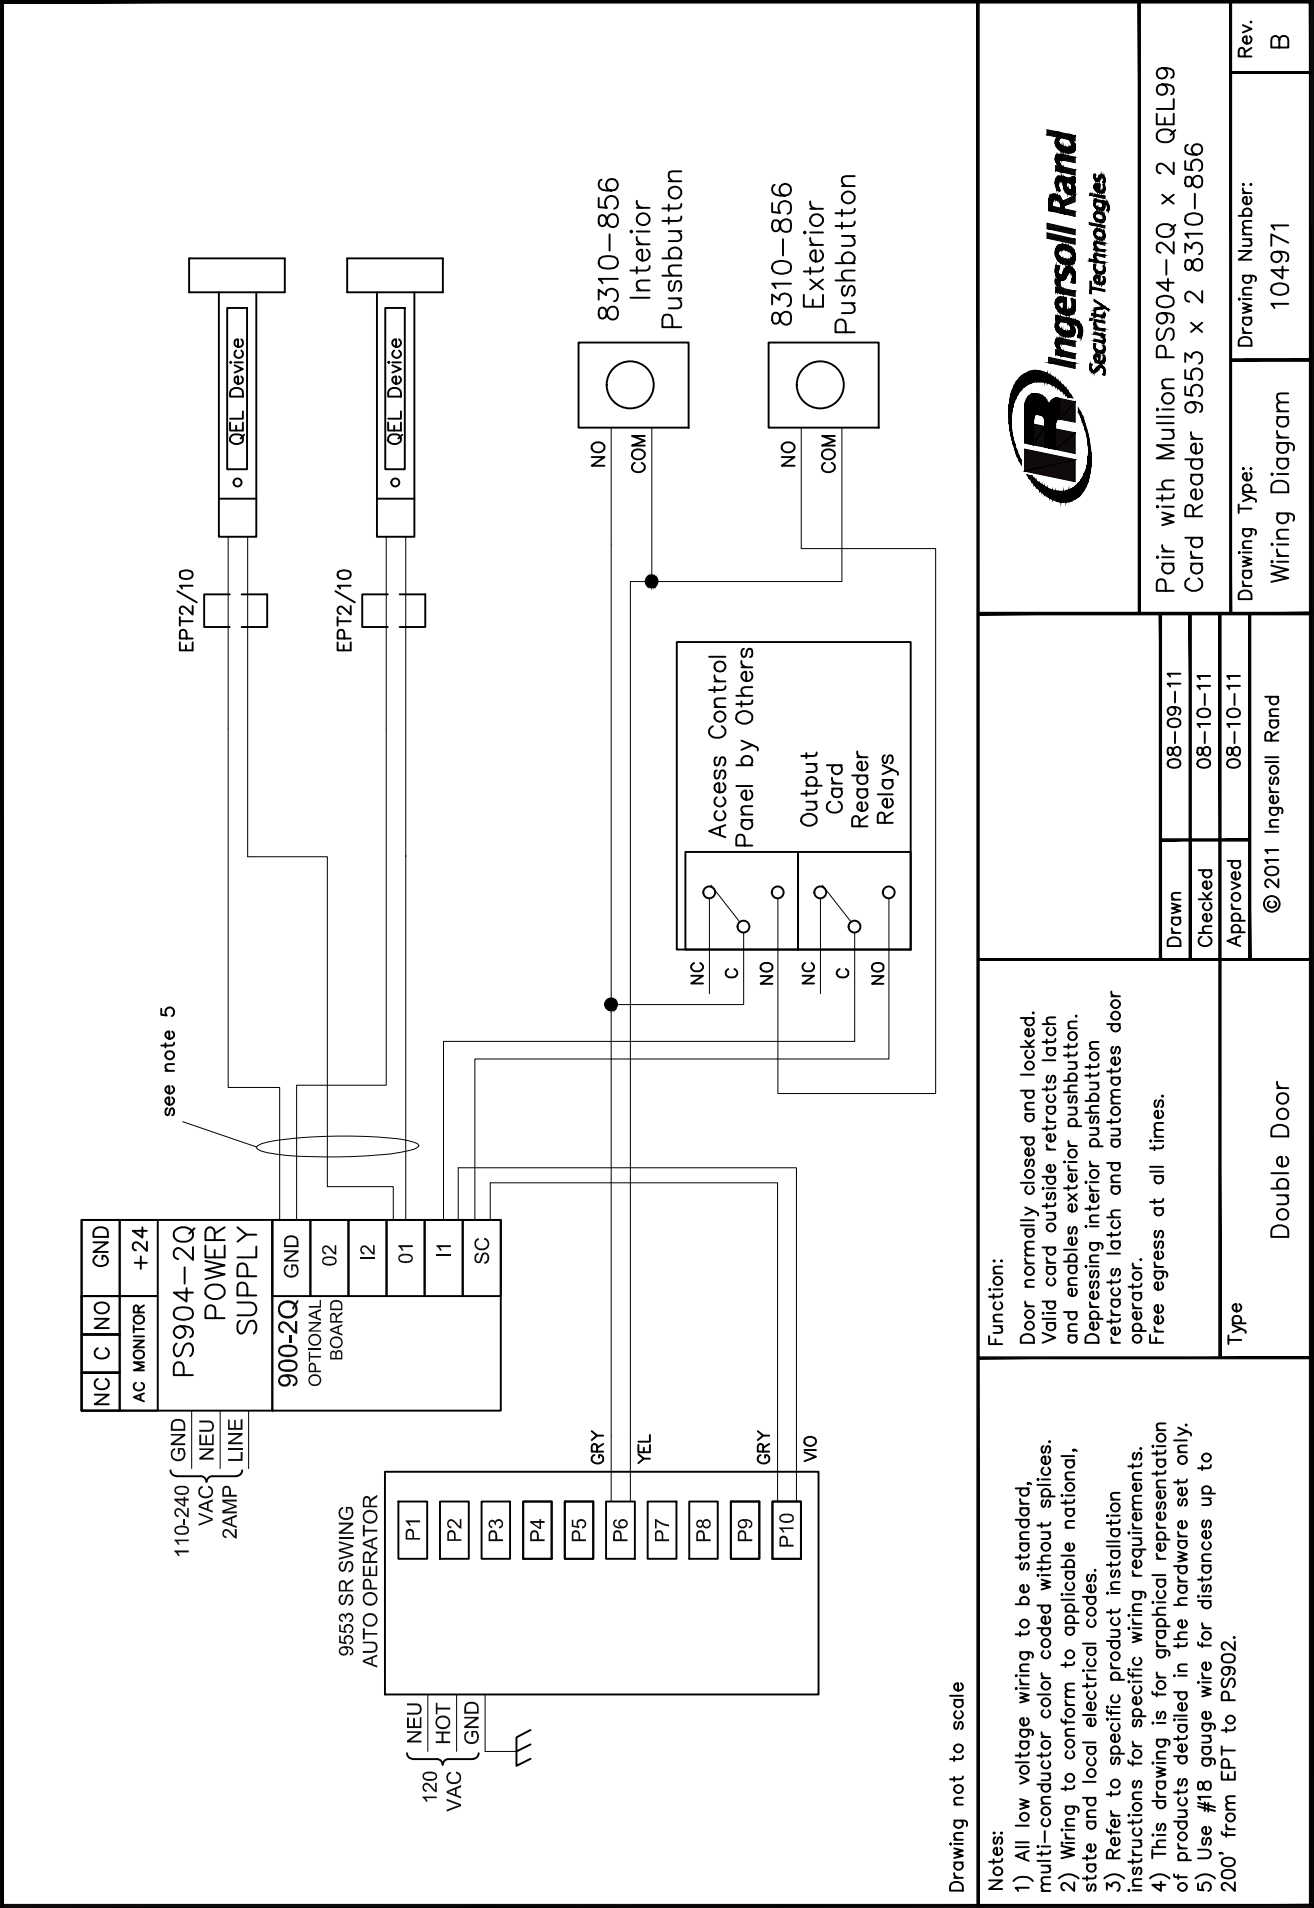 110-240
VAC
2AMP
GND
NEU
LINE
NC
C
NO
GND
AC MONITOR
+24
PS904-2Q
POWER
SUPPLY
900-2Q
OPTIONAL
BOARD
GND
02
I2
01
I1
SC
see note 5
EPT2/10
QEL Device
EPT2/10
QEL Device
120
VAC
NEU
HOT
GND
9553 SR SWING
AUTO OPERATOR
P1
P2
P3
P4
P5
P6
P7
P8
P9
P10
GRY
YEL
GRY
VIO
NC
C
NO
NC
C
NO
Access Control
Panel by Others
Output
Card
Reader
Relays
NO
COM
8310-856
Interior
Pushbutton
NO
COM
8310-856
Exterior
Pushbutton
Drawing not to scale
Notes:
1) All low voltage wiring to be standard,
multi-conductor color coded without splices.
2) Wiring to conform to applicable national,
state and local electrical codes.
3) Refer to specific product installation
instructions for specific wiring requirements.
4) This drawing is for graphical representation
of products detailed in the hardware set only.
5) Use #18 gauge wire for distances up to
200' from EPT to PS902.
Function:
Door normally closed and locked.
Valid card outside retracts latch
and enables exterior pushbutton.
Depressing interior pushbutton
retracts latch and automates door
operator.
Free egress at all times.
Type
Double Door
Drawn 08-09-11
Checked 08-10-11
Approved 08-10-11
© 2011 Ingersoll Rand
IR Ingersoll Rand
Security Technologies
Pair with Mullion PS904-2Q x 2 QEL99
Card Reader 9553 x 2 8310-856
Drawing Type:
Wiring Diagram
Drawing Number:
104971
Rev.
B